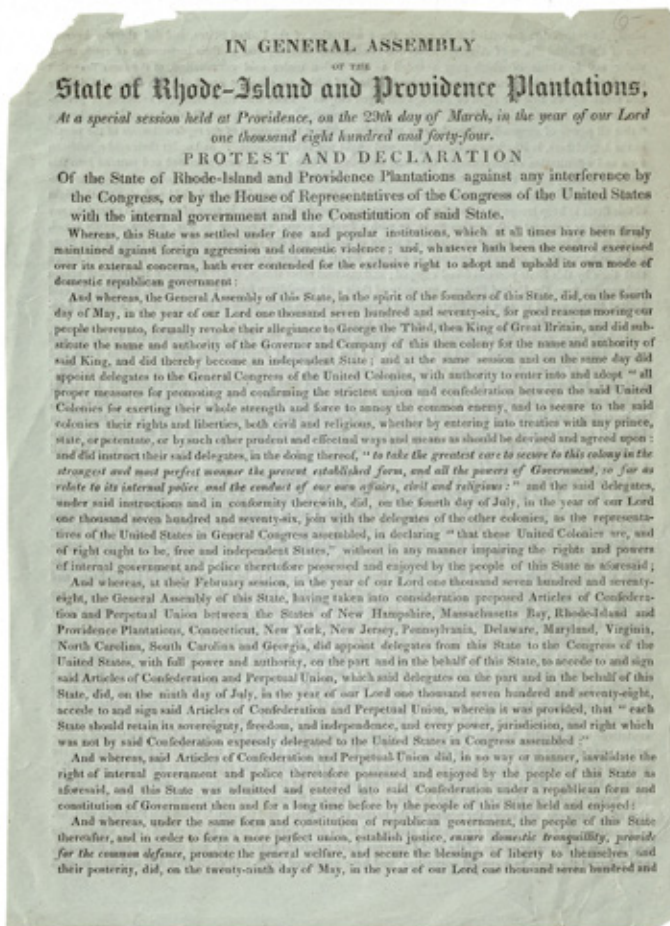 IN GENERAL ASSEMBLY
OF THE
State of Rhode-Island and Providence Plantations,
At a special session held at Providence, on the 29th day of March, in the year of our Lord
one thousand eight hundred and forty-four.
PROTEST AND DECLARATION
Of the State of Rhode-Island and Providence Plantations against any interference by
the Congress, or by the House of Representatives of the Congress of the United States
with the internal government and the Constitution of said State.
Whereas, this State was settled under free and popular institutions, which at all times have been firmly
maintained against foreign aggression and domestic violence; and, whatever hath been the control exercised
over its external concerns, hath ever contended for the exclusive right to adopt and uphold its own mode of
domestic republican government:
And whereas, the General Assembly of this State, in the spirit of the founders of this State, did, on the fourth
day of May, in the year of our Lord one thousand seven hundred and seventy-six, for good reasons moving our
people thereunto, formally revoke their allegiance to George the Third, then King of Great Britain, and did sub-
stitute the name and authority of the Governor and Company of this then colony for the name and authority of
said King, and did thereby become an independent State; and at the same session and on the same day did
appoint delegates to the General Congress of the United Colonies, with authority to enter into and adopt "all
proper measures for promoting and confirming the strictest union and confederation between the said United
Colonies for exerting their whole strength and force to annoy the common enemy, and to secure to the said
colonies their rights and liberties, both civil and religious, whether by entering into treaties with any prince,
state, or potentate, or by such other prudent and effectual ways and means as should be devised and agreed upon:
and did instruct their said delegates, in the doing thereof, "to take the greatest care to secure to this colony in the
strongest and most perfect manner the present established form, and all the powers of Government, so far as
relate to its internal police and the conduct of our own affairs, civil and religious:" and the said delegates,
under said instructions and in conformity therewith, did, on the fourth day of July, in the year of our Lord
one thousand seven hundred and seventy-six, join with the delegates of the other colonies, as the representa-
tives of the United States in General Congress assembled, in declaring "that these United Colonies are, and
of right ought to be, free and independent States," without in any manner impairing the rights and powers
of internal government and police theretofore possessed and enjoyed by the people of this State as aforesaid;
And whereas, at their February session, in the year of our Lord one thousand seven hundred and seventy-
eight, the General Assembly of this State, having taken into consideration proposed Articles of Confedera-
tion and Perpetual Union between the States of New Hampshire, Massachusetts Bay, Rhode-Island and
Providence Plantations, Connecticut, New York, New Jersey, Pennsylvania, Delaware, Maryland, Virginia,
North Carolina, South Carolina and Georgia, did appoint delegates from this State to the Congress of the
United States, with full power and authority, on the part and in the behalf of this State, to accede to and sign
said Articles of Confederation and Perpetual Union, which said delegates on the part and in the behalf of this
State, did, on the ninth day of July, in the year of our Lord one thousand seven hundred and seventy-eight,
accede to and sign said Articles of Confederation and Perpetual Union, wherein it was provided, that "each
State should retain its sovereignty, freedom, and independence, and every power, jurisdiction, and right which
was not by said Confederation expressly delegated to the United States in Congress assembled:"
And whereas, said Articles of Confederation and Perpetual Union did, in no way or manner, invalidate the
right of internal government and police theretofore possessed and enjoyed by the people of this State as
aforesaid, and this State was admitted and entered into said Confederation under a republican form and
constitution of Government then and for a long time before by the people of this State held and enjoyed:
And whereas, under the same form and constitution of republican government, the people of this State
thereafter, and in order to form a more perfect union, establish justice, ensure domestic tranquillity, provide
for the common defence, promote the general welfare, and secure the blessings of liberty to themselves and
their posterity, did, on the twenty-ninth day of May, in the year of our Lord one thousand seven hundred and